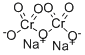 O O O O
Cr Cr
⁻O O O⁻
Na⁺ Na⁺